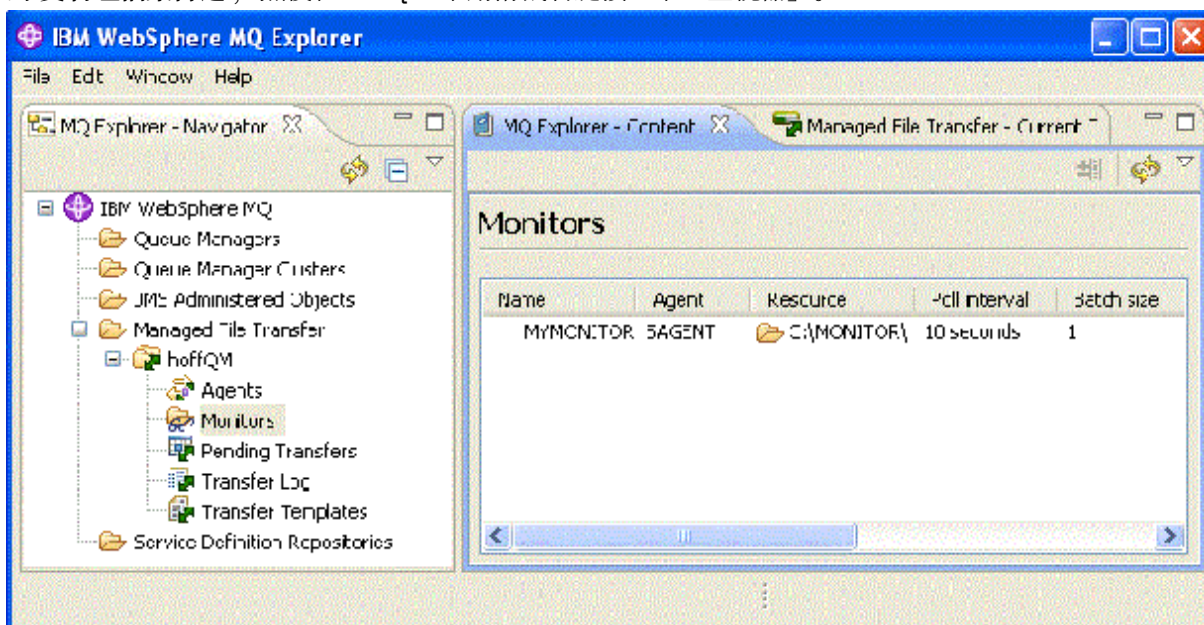 IBM WebSphere MQ Explorer
File Edit Window Help
MQ Explorer - Navigator
MQ Explorer - Content
Managed File Transfer - Current T
IBM WebSphere MQ
Queue Managers
Queue Manager Clusters
JMS Administered Objects
Managed File Transfer
hoffQM
Agents
Monitors
Pending Transfers
Transfer Log
Transfer Templates
Service Definition Repositories
Monitors
Name Agent Resource Poll interval Batch size
MYMONITOR SAGENT C:\MONITOR\ 10 seconds 1